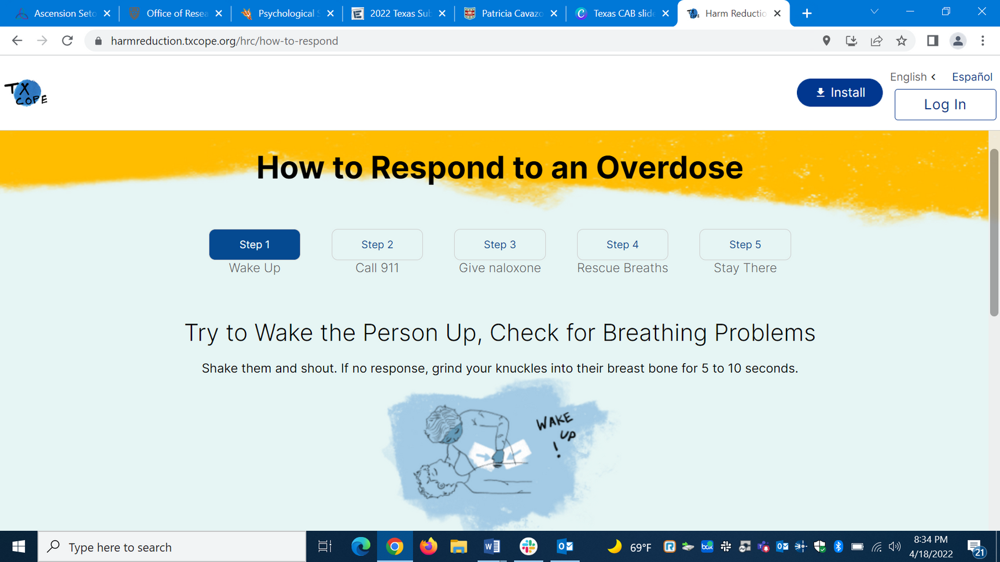 Ascension Seto
Office of Resea
Psychological S
2022 Texas Sub
Patricia Cavazo
Texas CAB slide
Harm Reductio
harmreduction.txcope.org/hrc/how-to-respond
TX
COPE
Install
English
Español
Log In
How to Respond to an Overdose
Step 1
Step 2
Step 3
Step 4
Step 5
Wake Up
Call 911
Give naloxone
Rescue Breaths
Stay There
Try to Wake the Person Up, Check for Breathing Problems
Shake them and shout. If no response, grind your knuckles into their breast bone for 5 to 10 seconds.
WAKE
UP
!
Type here to search
69°F
box
8:34 PM
4/18/2022
21